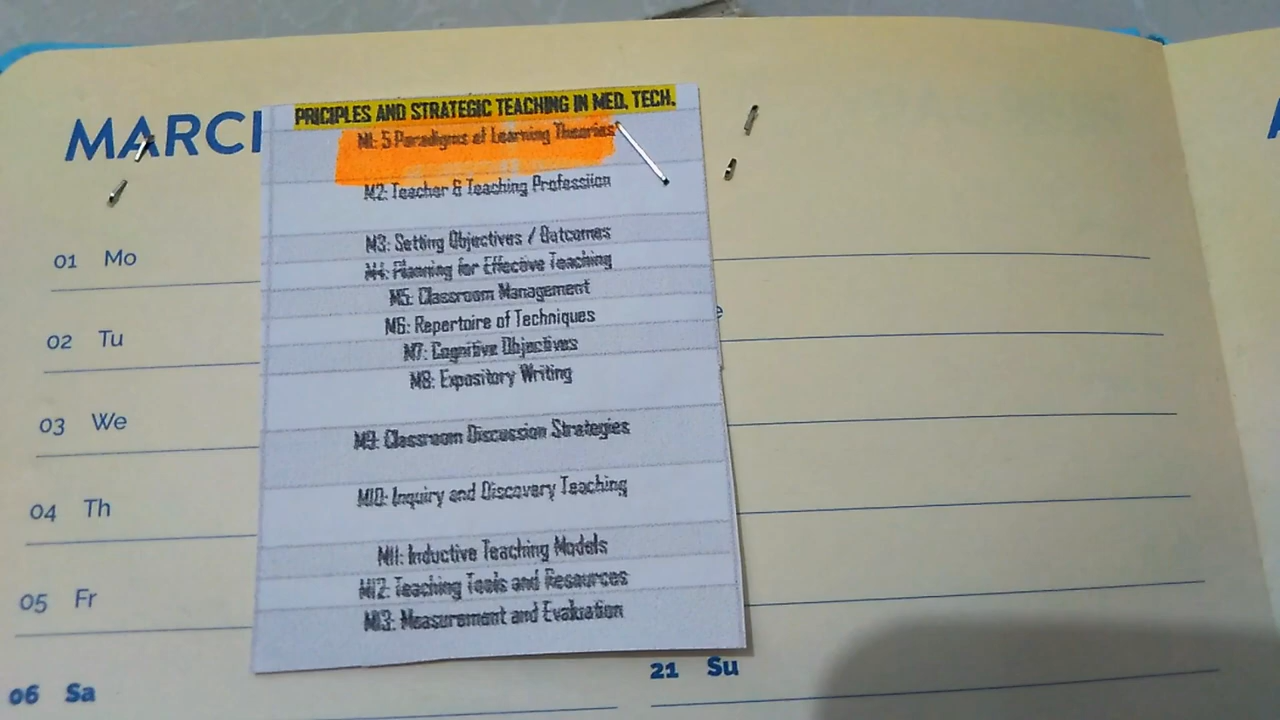 MARCH
PRICIPLES AND STRATEGIC TEACHING IN MED. TECH.
M1: 5 Paradigms of Learning Theories
M2: Teacher & Teaching Professiion
M3: Setting Objectives / Outcomes
M4: Planning for Effective Teaching
M5: Classroom Management
M6: Repertoire of Techniques
M7: Cognitive Objectives
M8: Expository Writing
M9: Classroom Discussion Strategies
M10: Inquiry and Discovery Teaching
M11: Inductive Teaching Models
M12: Teaching Tools and Resources
M13: Measurement and Evaluation
01 Mo
02 Tu
03 We
04 Th
05 Fr
06 Sa
21 Su